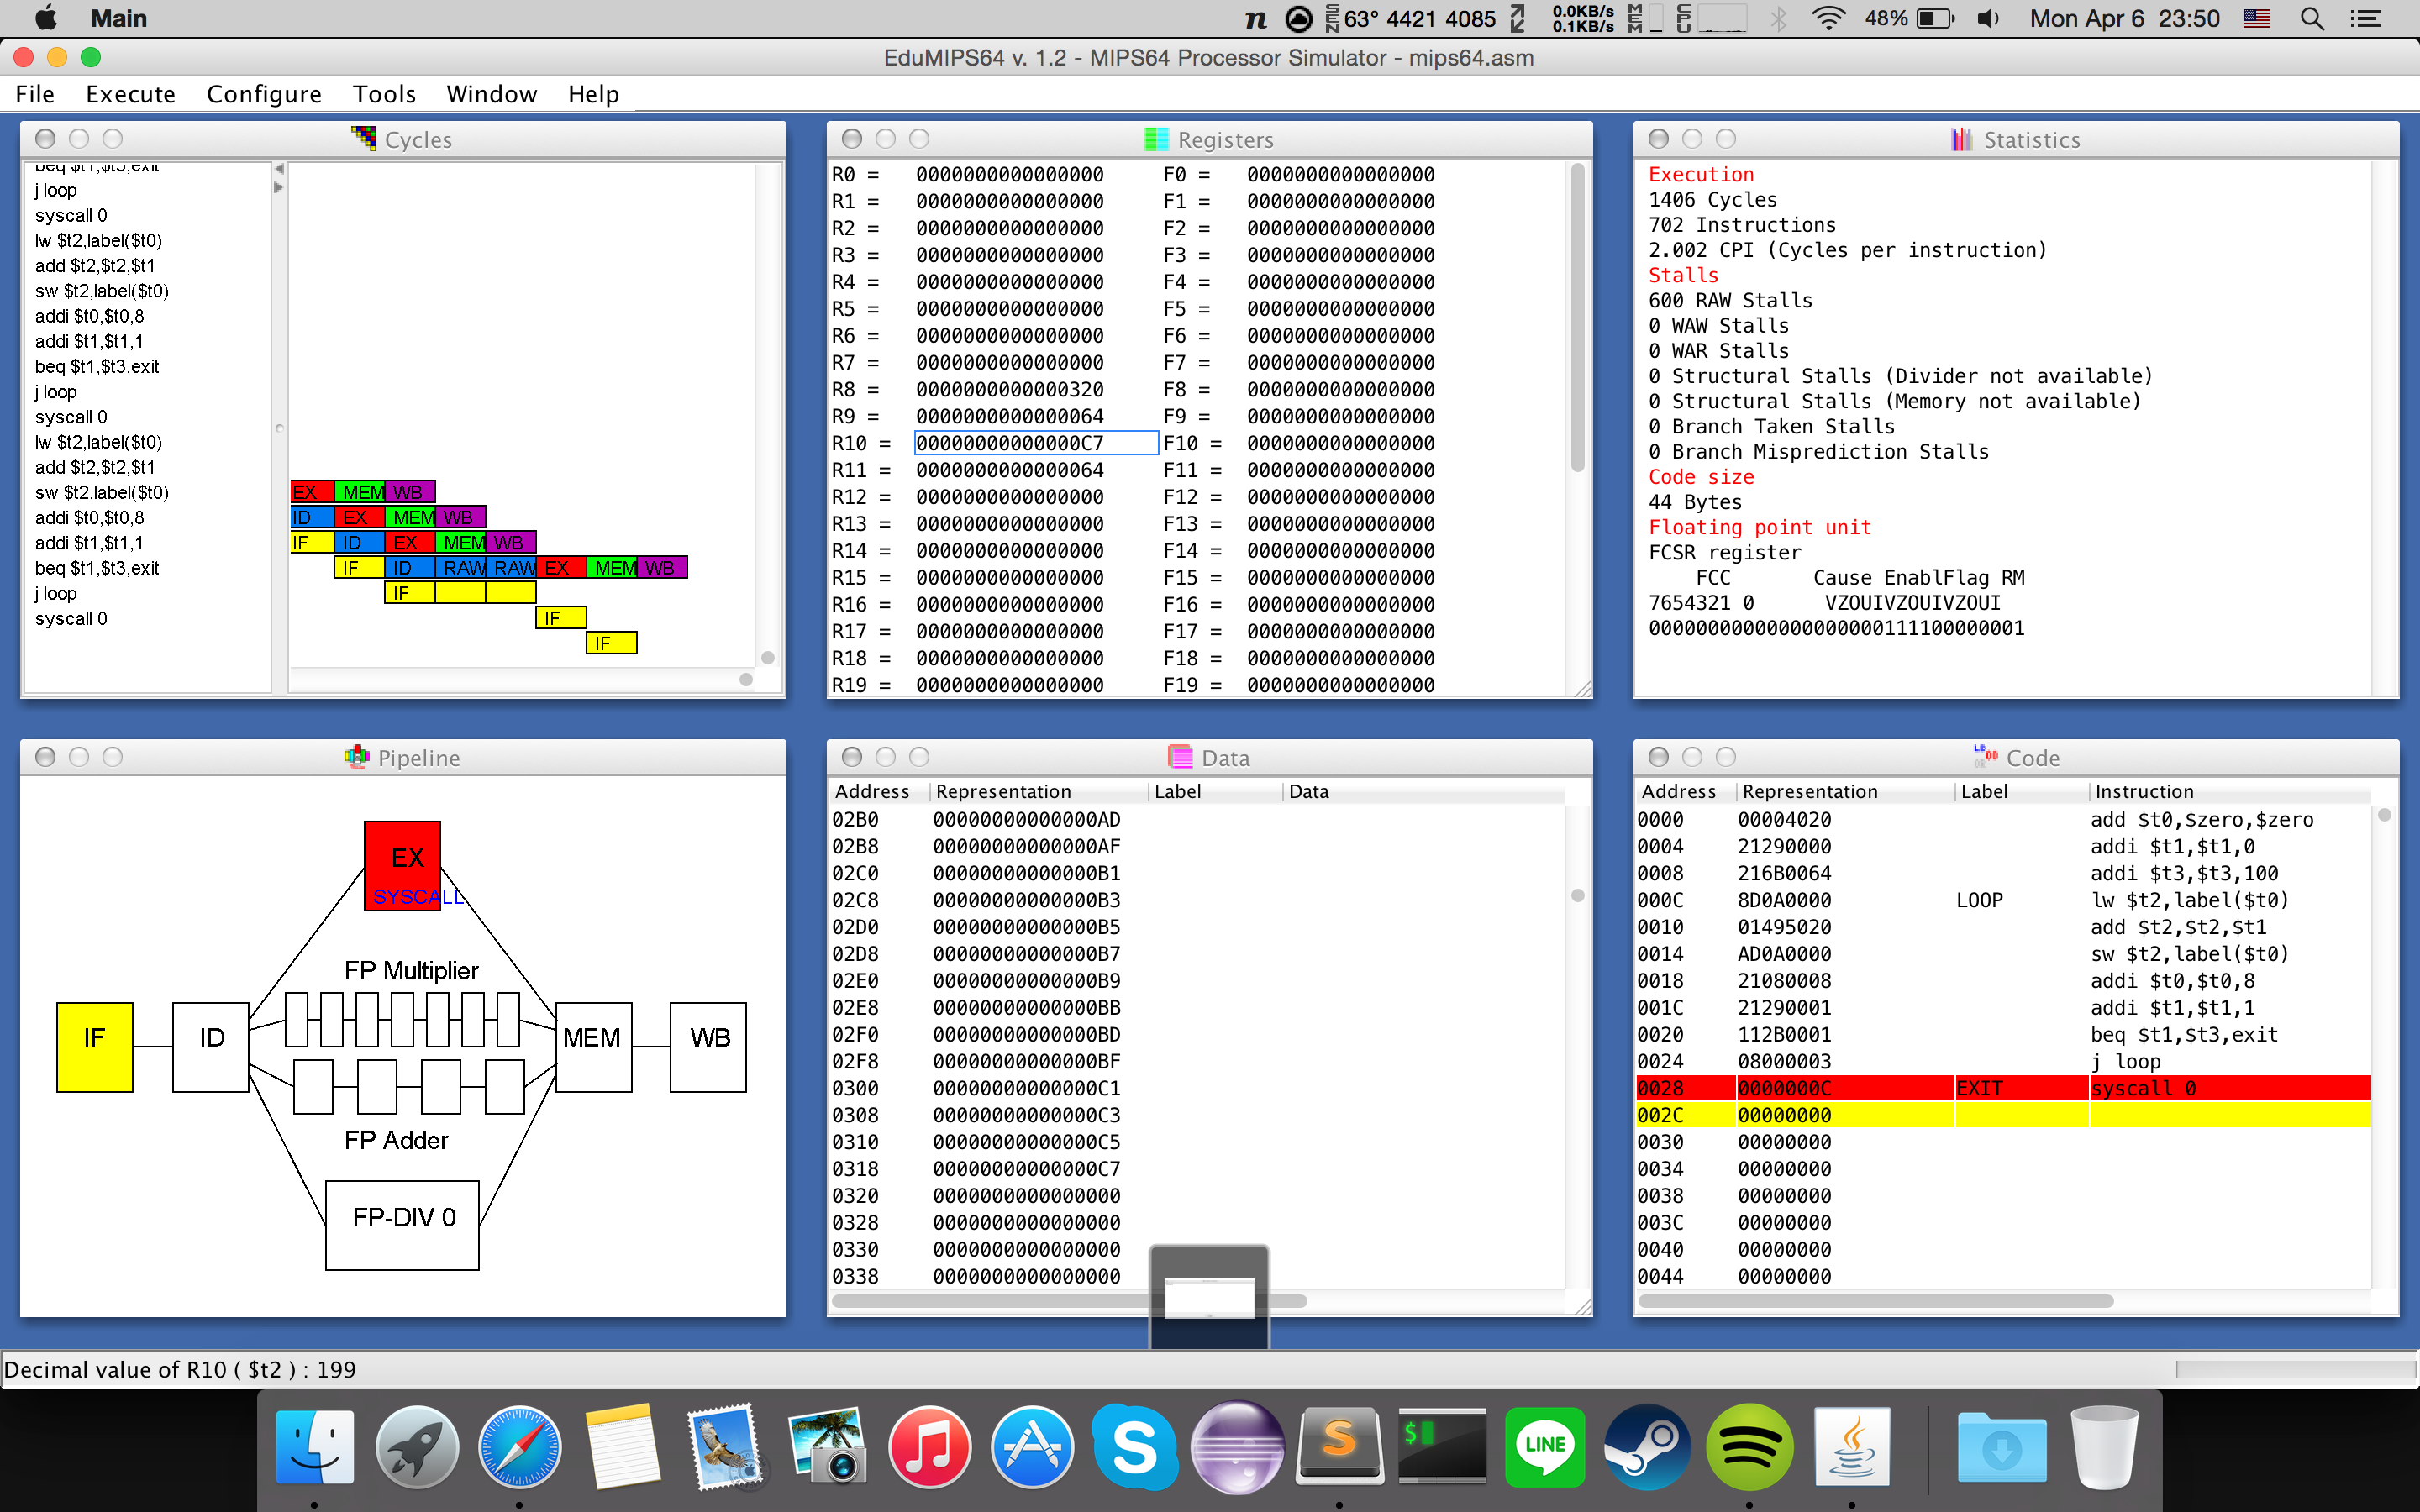 Main
n
SEN 63° 4421 4085
0.0KB/s
0.1KB/s
MEM
CPU
48%
Mon Apr 6 23:50
EduMIPS64 v. 1.2 - MIPS64 Processor Simulator - mips64.asm
File Execute Configure Tools Window Help
Cycles
beq $t1,$t3,exit
j loop
syscall 0
lw $t2,label($t0)
add $t2,$t2,$t1
sw $t2,label($t0)
addi $t0,$t0,8
addi $t1,$t1,1
beq $t1,$t3,exit
j loop
syscall 0
lw $t2,label($t0)
add $t2,$t2,$t1
sw $t2,label($t0)
addi $t0,$t0,8
addi $t1,$t1,1
beq $t1,$t3,exit
j loop
syscall 0
EX MEM WB
ID EX MEM WB
IF ID EX MEM WB
IF ID RAW RAW EX MEM WB
IF
IF
IF
Registers
R0 = 0000000000000000 F0 = 0000000000000000
R1 = 0000000000000000 F1 = 0000000000000000
R2 = 0000000000000000 F2 = 0000000000000000
R3 = 0000000000000000 F3 = 0000000000000000
R4 = 0000000000000000 F4 = 0000000000000000
R5 = 0000000000000000 F5 = 0000000000000000
R6 = 0000000000000000 F6 = 0000000000000000
R7 = 0000000000000000 F7 = 0000000000000000
R8 = 0000000000000320 F8 = 0000000000000000
R9 = 0000000000000064 F9 = 0000000000000000
R10 = 00000000000000C7 F10 = 0000000000000000
R11 = 0000000000000064 F11 = 0000000000000000
R12 = 0000000000000000 F12 = 0000000000000000
R13 = 0000000000000000 F13 = 0000000000000000
R14 = 0000000000000000 F14 = 0000000000000000
R15 = 0000000000000000 F15 = 0000000000000000
R16 = 0000000000000000 F16 = 0000000000000000
R17 = 0000000000000000 F17 = 0000000000000000
R18 = 0000000000000000 F18 = 0000000000000000
R19 = 0000000000000000 F19 = 0000000000000000
Statistics
Execution
1406 Cycles
702 Instructions
2.002 CPI (Cycles per instruction)
Stalls
600 RAW Stalls
0 WAW Stalls
0 WAR Stalls
0 Structural Stalls (Divider not available)
0 Structural Stalls (Memory not available)
0 Branch Taken Stalls
0 Branch Misprediction Stalls
Code size
44 Bytes
Floating point unit
FCSR register
FCC Cause EnablFlag RM
7654321 0 VZOUIVZOUIVZOUI
00000000000000000000111100000001
Pipeline
EX
SYSCALL
FP Multiplier
IF ID MEM WB
FP Adder
FP-DIV 0
Data
Address Representation Label Data
02B0 00000000000000AD
02B8 00000000000000AF
02C0 00000000000000B1
02C8 00000000000000B3
02D0 00000000000000B5
02D8 00000000000000B7
02E0 00000000000000B9
02E8 00000000000000BB
02F0 00000000000000BD
02F8 00000000000000BF
0300 00000000000000C1
0308 00000000000000C3
0310 00000000000000C5
0318 00000000000000C7
0320 0000000000000000
0328 0000000000000000
0330 0000000000000000
0338 0000000000000000
Code
Address Representation Label Instruction
0000 00004020 add $t0,$zero,$zero
0004 21290000 addi $t1,$t1,0
0008 216B0064 addi $t3,$t3,100
000C 8D0A0000 LOOP lw $t2,label($t0)
0010 01495020 add $t2,$t2,$t1
0014 AD0A0000 sw $t2,label($t0)
0018 21080008 addi $t0,$t0,8
001C 21290001 addi $t1,$t1,1
0020 112B0001 beq $t1,$t3,exit
0024 08000003 j loop
0028 0000000C EXIT syscall 0
002C 00000000
0030 00000000
0034 00000000
0038 00000000
003C 00000000
0040 00000000
0044 00000000
Decimal value of R10 ( $t2 ) : 199
S
S
$
LINE